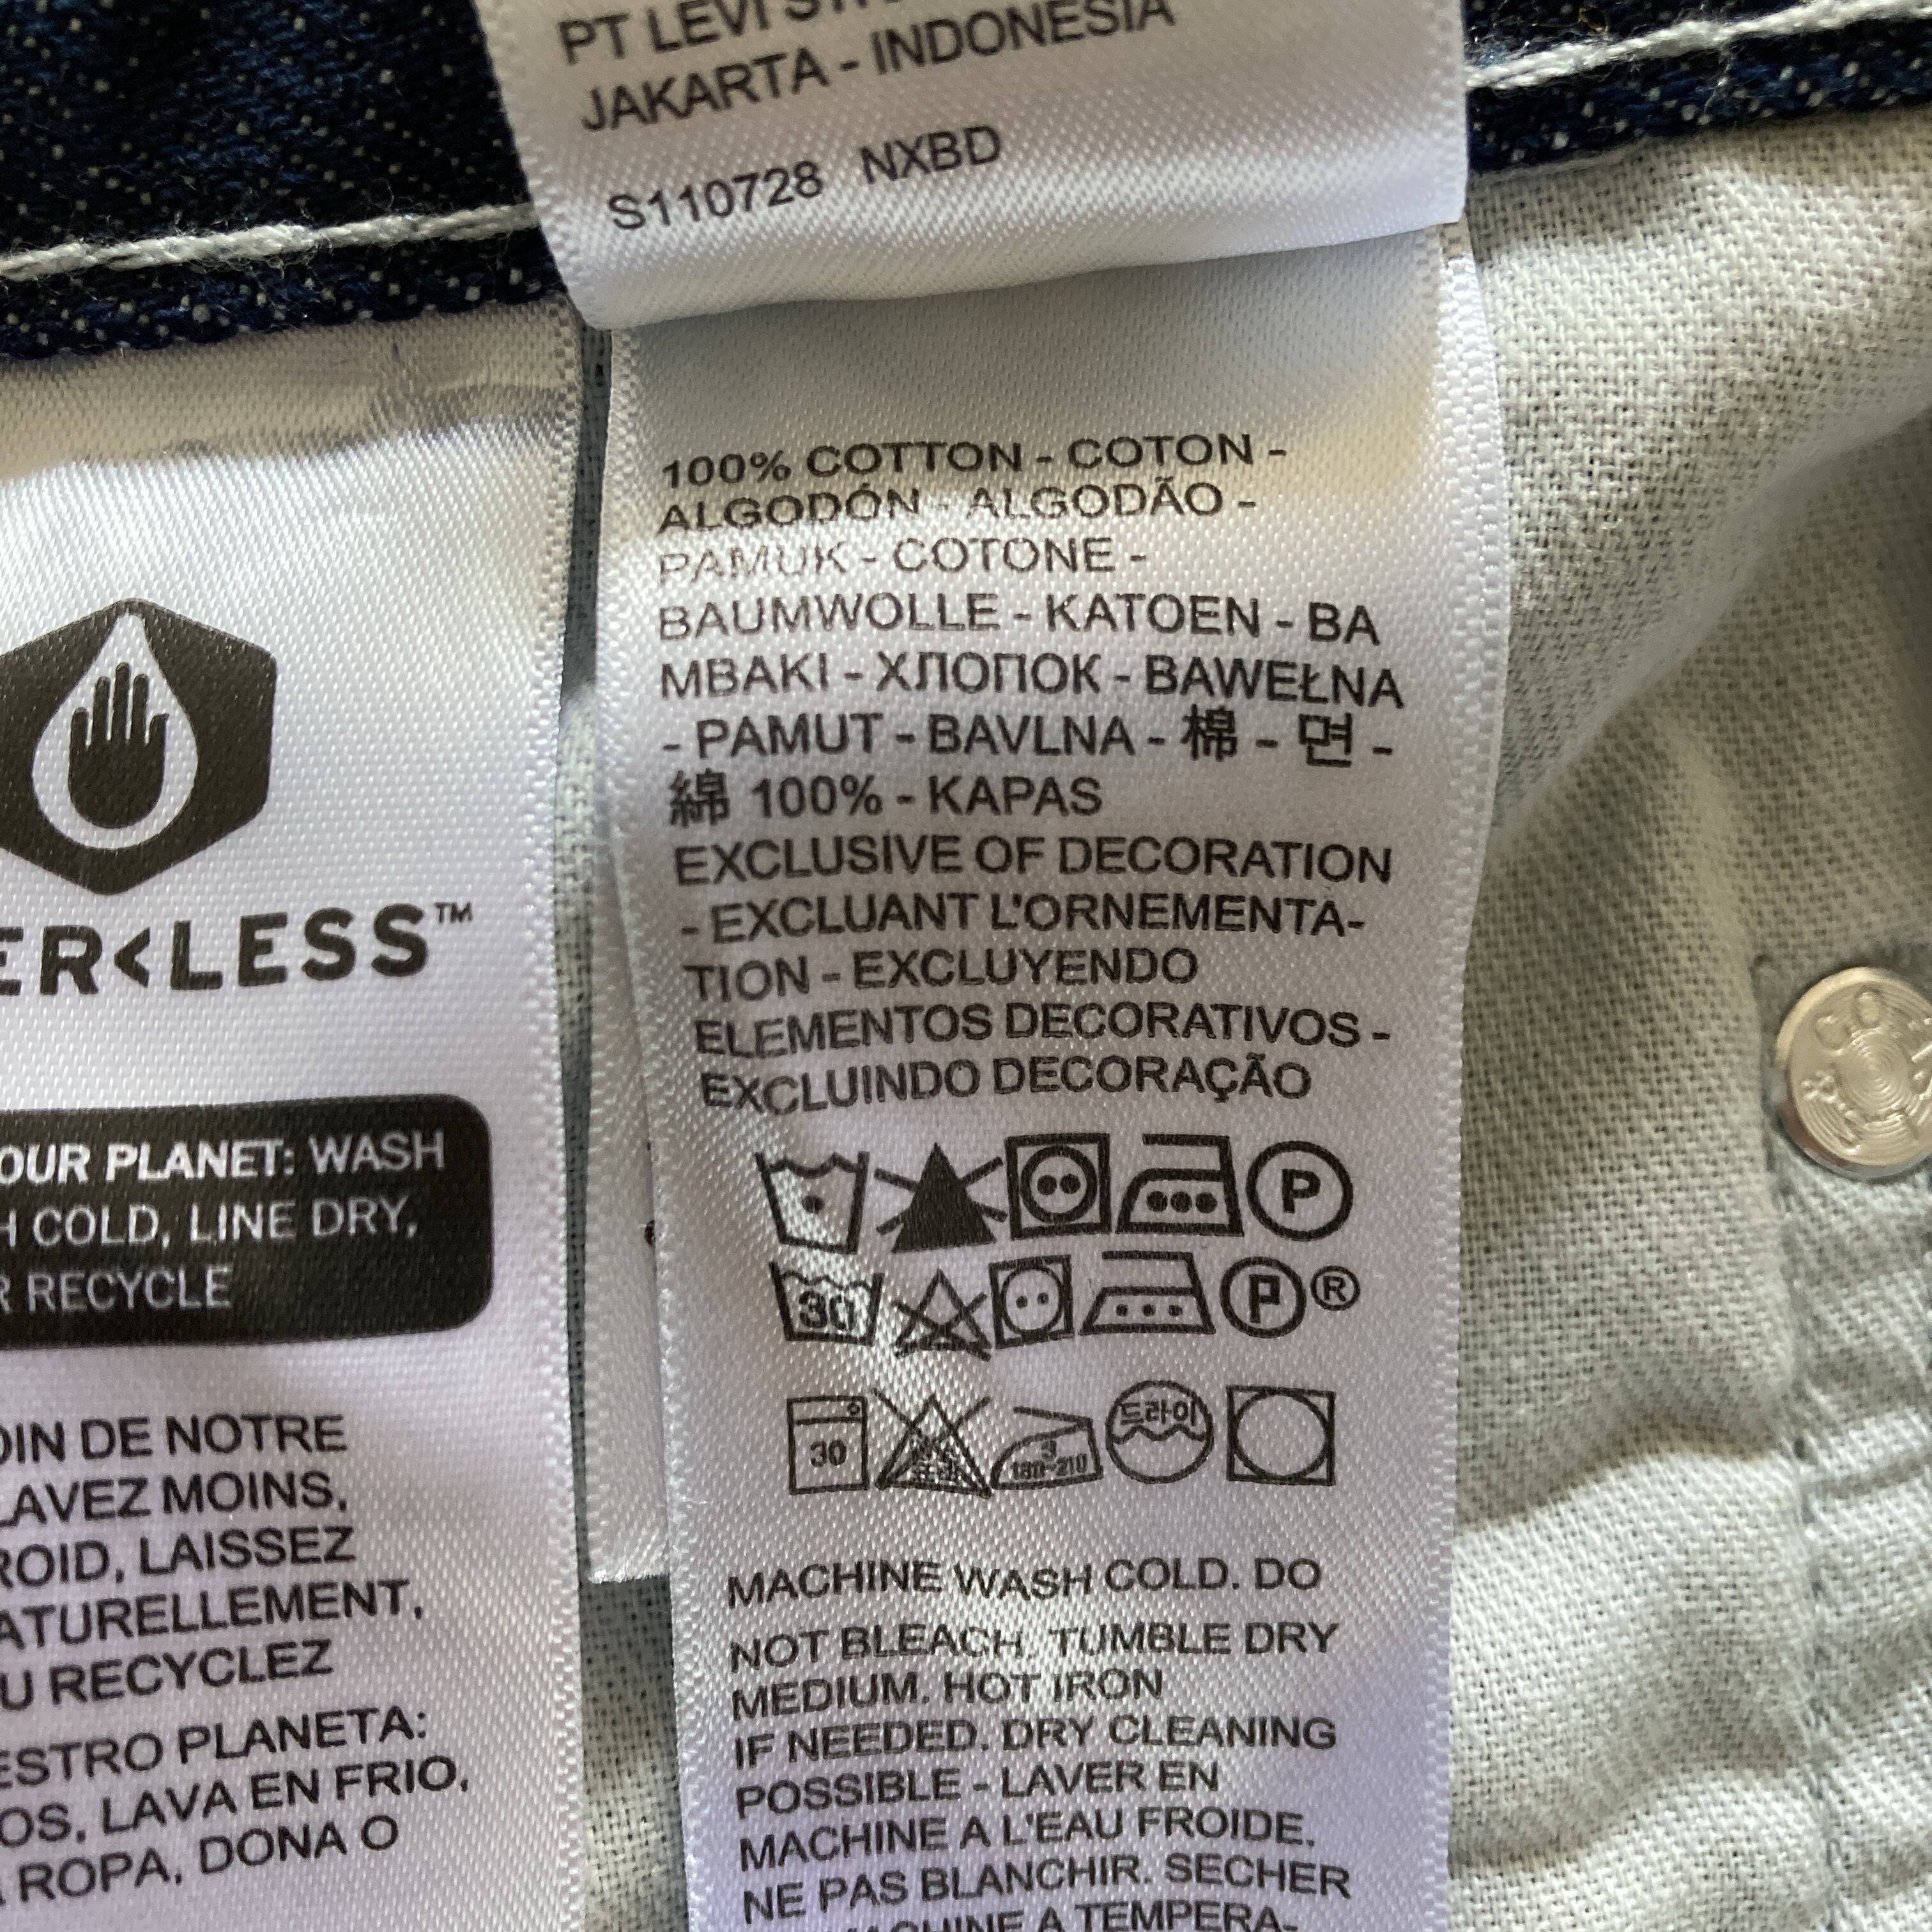 PT LEVI
JAKARTA - INDONESIA
S110728 NXBD
100% COTTON - COTON -
ALGODÓN - ALGODÃO -
PAMUK - COTONE -
BAUMWOLLE - KATOEN - BA
MBAKI - ХЛОПОК - BAWEŁNA
- PAMUT - BAVLNA - 棉 - 면 -
綿 100% - KAPAS
EXCLUSIVE OF DECORATION
- EXCLUANT L'ORNEMENTA-
TION - EXCLUYENDO
ELEMENTOS DECORATIVOS -
EXCLUINDO DECORAÇÃO
P
30 P ®
30 3 180~210 드라이
MACHINE WASH COLD. DO
NOT BLEACH. TUMBLE DRY
MEDIUM. HOT IRON
IF NEEDED. DRY CLEANING
POSSIBLE - LAVER EN
MACHINE A L'EAU FROIDE.
NE PAS BLANCHIR. SECHER
MACHINE A TEMPERA-
ER<LESS™
OUR PLANET: WASH
H COLD, LINE DRY,
R RECYCLE
OIN DE NOTRE
LAVEZ MOINS,
ROID, LAISSEZ
ATURELLEMENT,
U RECYCLEZ
ESTRO PLANETA:
OS, LAVA EN FRIO,
ROPA, DONA O